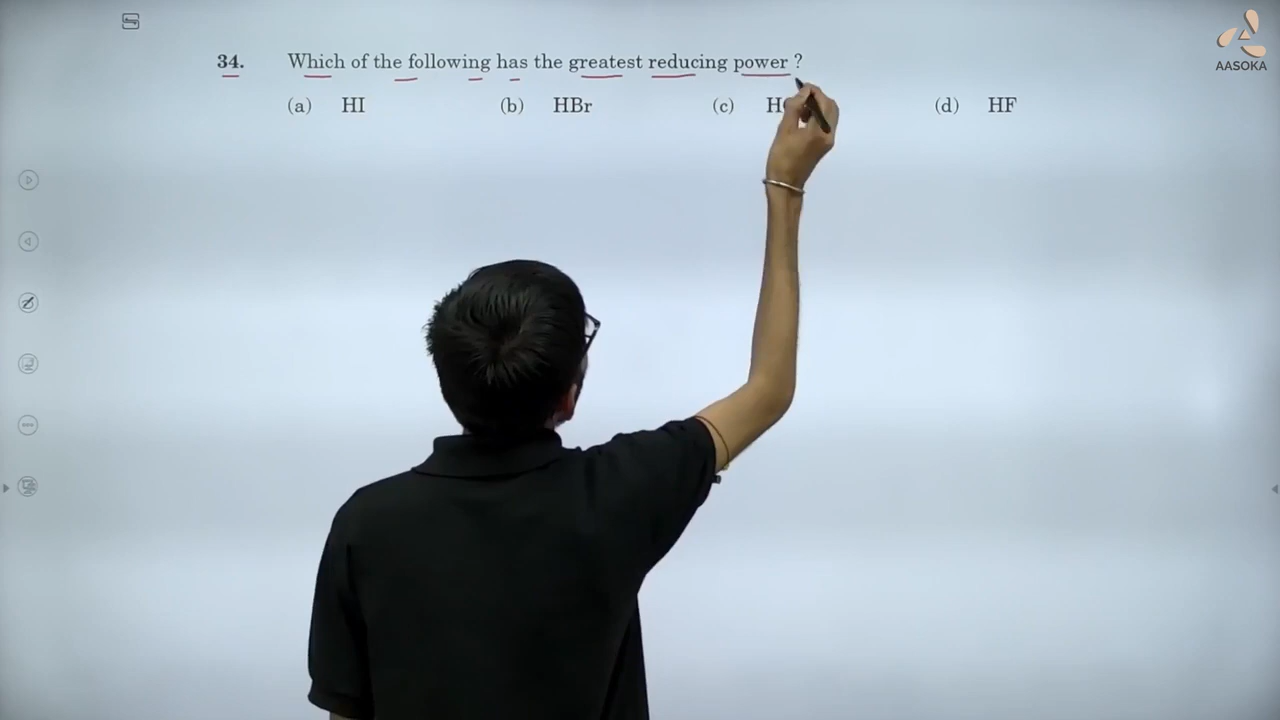 AASOKA
34. Which of the following has the greatest reducing power ?
(a) HI (b) HBr (c) (d) HF